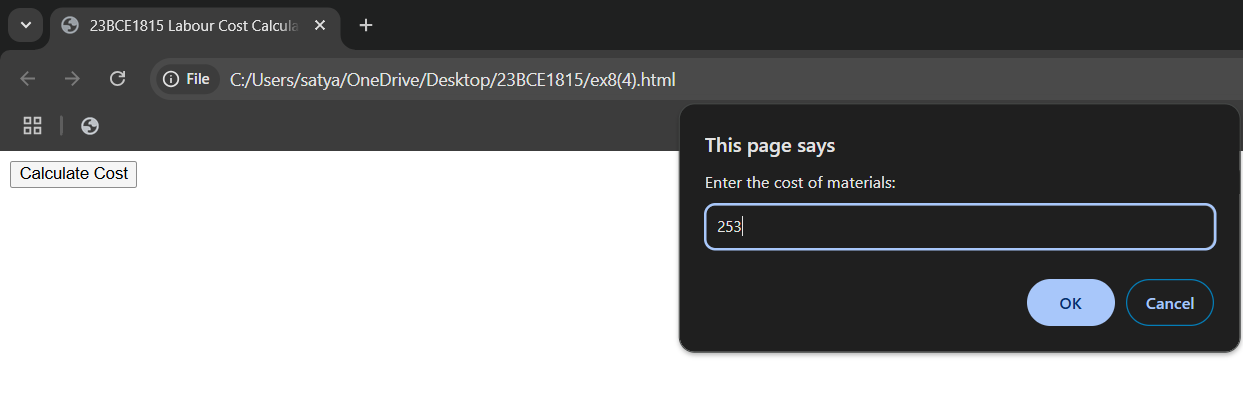 23BCE1815 Labour Cost Calcula
File C:/Users/satya/OneDrive/Desktop/23BCE1815/ex8(4).html
This page says
Calculate Cost
Enter the cost of materials:
253
OK Cancel